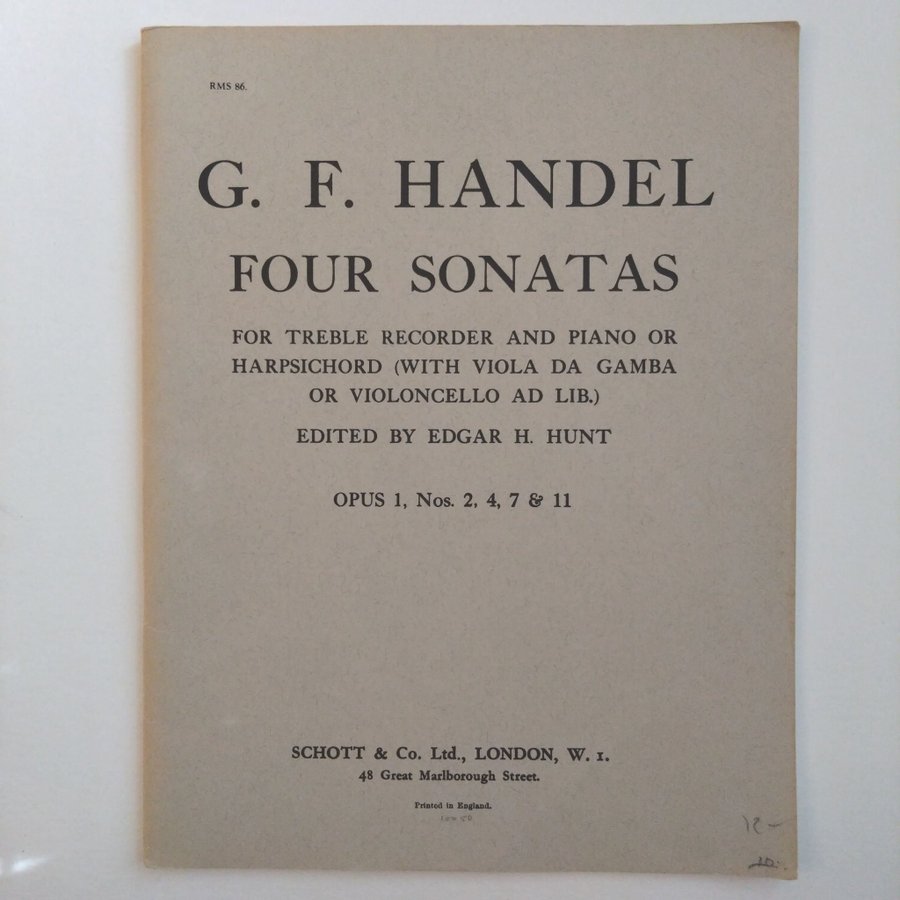 RMS 86.
G. F. HANDEL
FOUR SONATAS
FOR TREBLE RECORDER AND PIANO OR
HARPSICHORD (WITH VIOLA DA GAMBA
OR VIOLONCELLO AD LIB.)
EDITED BY EDGAR H. HUNT
OPUS 1, Nos. 2, 4, 7 & 11
SCHOTT & Co. Ltd., LONDON, W. 1.
48 Great Marlborough Street.
Printed in England.
12-